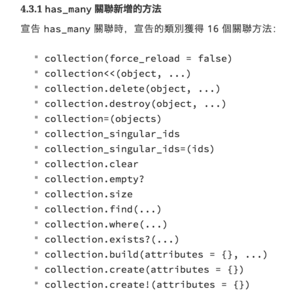 4.3.1 has_many 關聯新增的方法
宣告 has_many 關聯時，宣告的類別獲得 16 個關聯方法：
* collection(force_reload = false)
* collection<<(object, ...)
* collection.delete(object, ...)
* collection.destroy(object, ...)
* collection=(objects)
* collection_singular_ids
* collection_singular_ids=(ids)
* collection.clear
* collection.empty?
* collection.size
* collection.find(...)
* collection.where(...)
* collection.exists?(...)
* collection.build(attributes = {}, ...)
* collection.create(attributes = {})
* collection.create!(attributes = {})